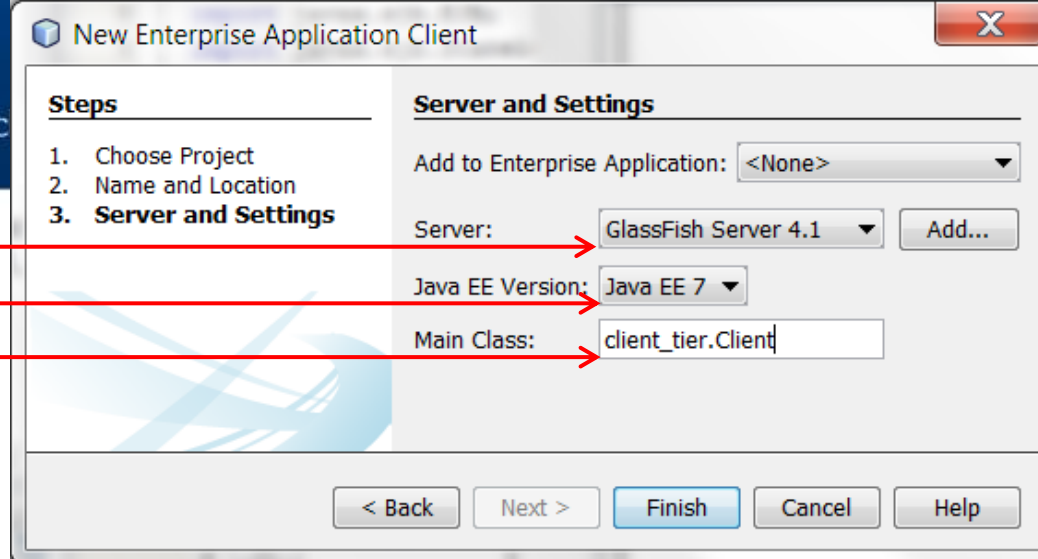 New Enterprise Application Client
X
Steps
1. Choose Project
2. Name and Location
3. Server and Settings
Server and Settings
Add to Enterprise Application: <None>
Server: GlassFish Server 4.1 Add...
Java EE Version: Java EE 7
Main Class: client_tier.Client
< Back Next > Finish Cancel Help